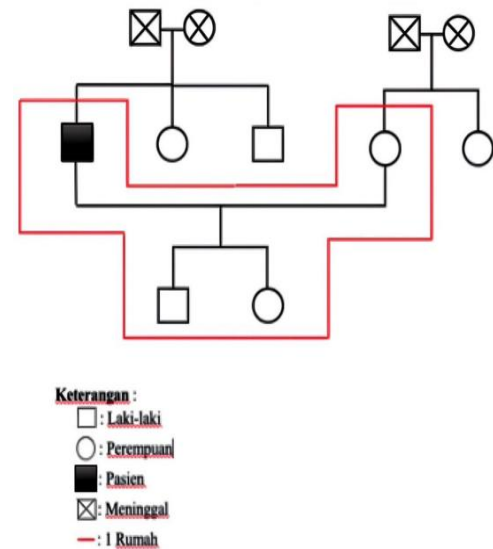 Keterangan :
: Laki-laki
: Perempuan
: Pasien
: Meninggal
: 1 Rumah